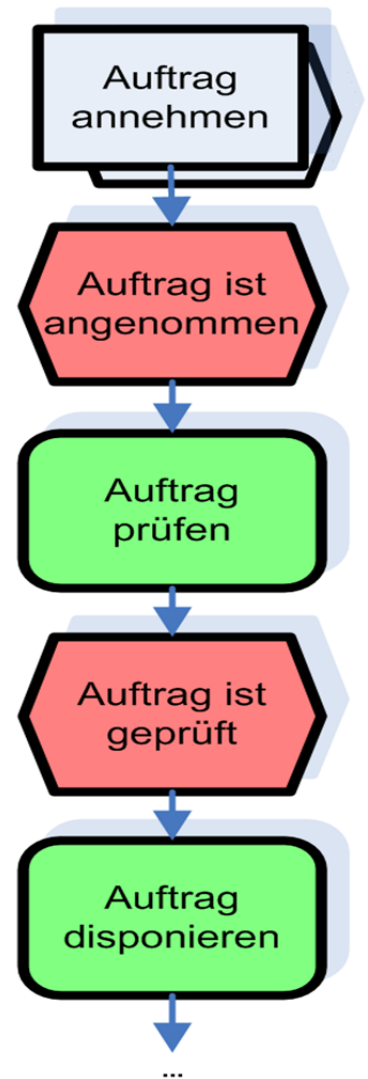 Auftrag
annehmen
Auftrag ist
angenommen
Auftrag
prüfen
Auftrag ist
geprüft
Auftrag
disponieren
...